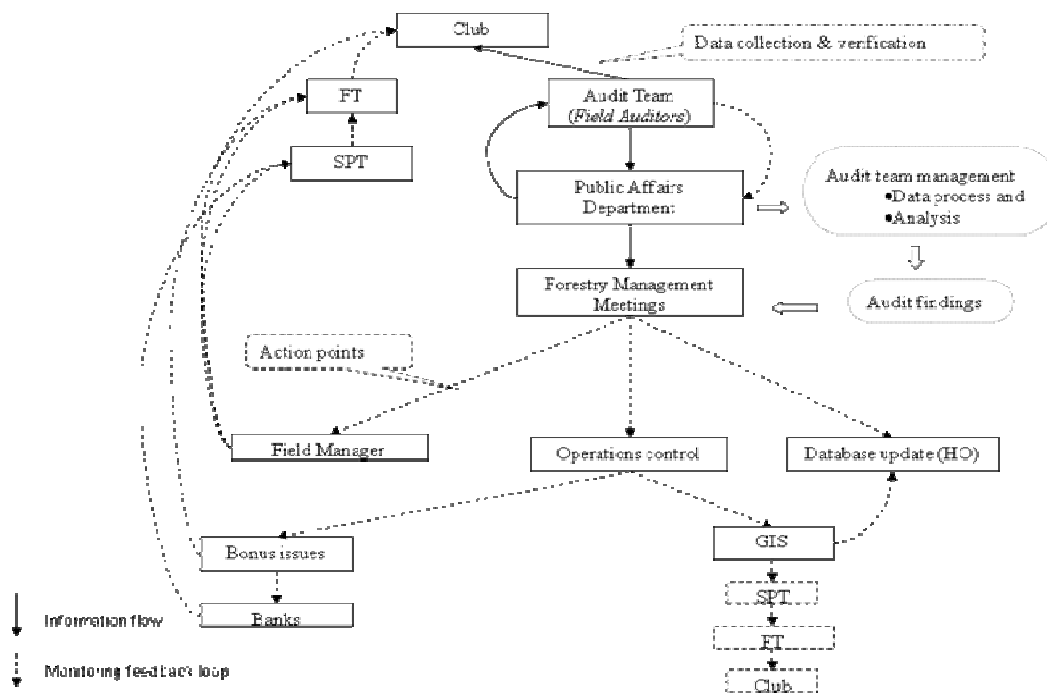 Club
Data collection & verification
FT
Audit Team
(Field Auditors)
SPT
Public Affairs
Department
Audit team management
•Data process and
•Analysis
Forestry Management
Meetings
Audit findings
Action points
Field Manager
Operations control
Database update (HO)
Bonus issues
GIS
SPT
Banks
Information flow
FT
Monitoring feedback loop
Club